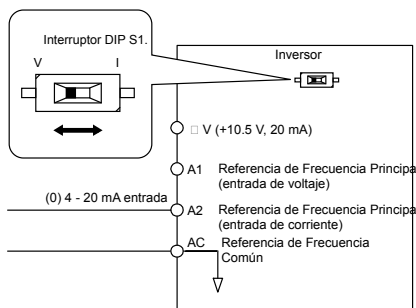 Interruptor DIP S1.
V I
Inversor
V (+10.5 V, 20 mA)
A1 Referencia de Frecuencia Principa
(entrada de voltaje)
(0) 4 - 20 mA entrada
A2 Referencia de Frecuencia Principa
(entrada de corriente)
AC Referencia de Frecuencia
Común